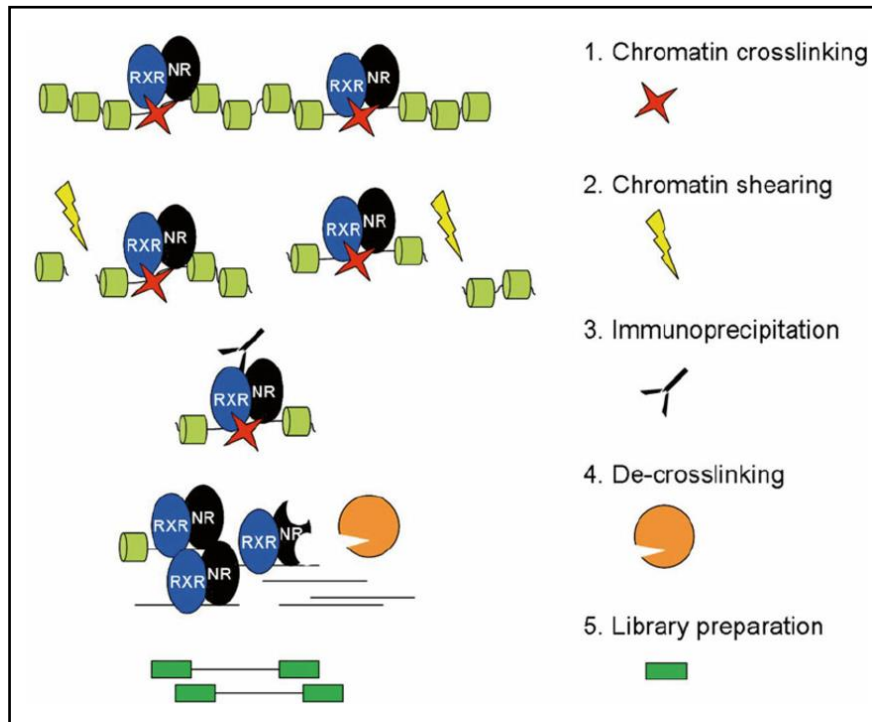 RXR NR RXR NR
1. Chromatin crosslinking
RXR NR RXR NR
2. Chromatin shearing
RXR NR
3. Immunoprecipitation
RXR NR
RXR NR
RXR NR
4. De-crosslinking
5. Library preparation